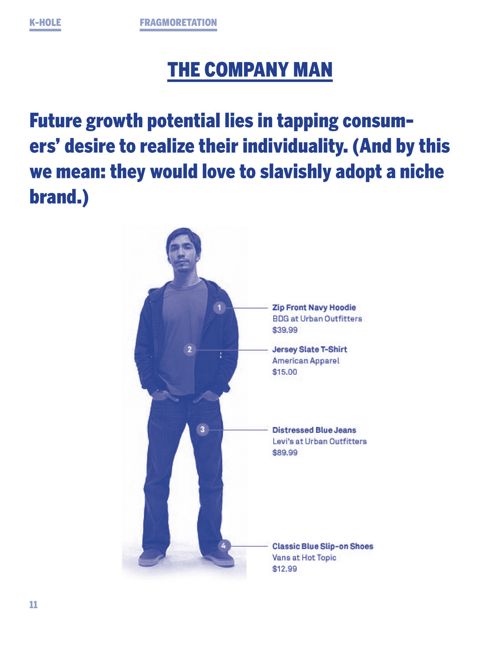 K-HOLE
FRAGMORETATION
THE COMPANY MAN
Future growth potential lies in tapping consum-
ers’ desire to realize their individuality. (And by this
we mean: they would love to slavishly adopt a niche
brand.)
1
Zip Front Navy Hoodie
BDG at Urban Outfitters
$39.99
2
Jersey Slate T-Shirt
American Apparel
$15.00
3
Distressed Blue Jeans
Levi's at Urban Outfitters
$89.99
4
Classic Blue Slip-on Shoes
Vans at Hot Topic
$12.99
11